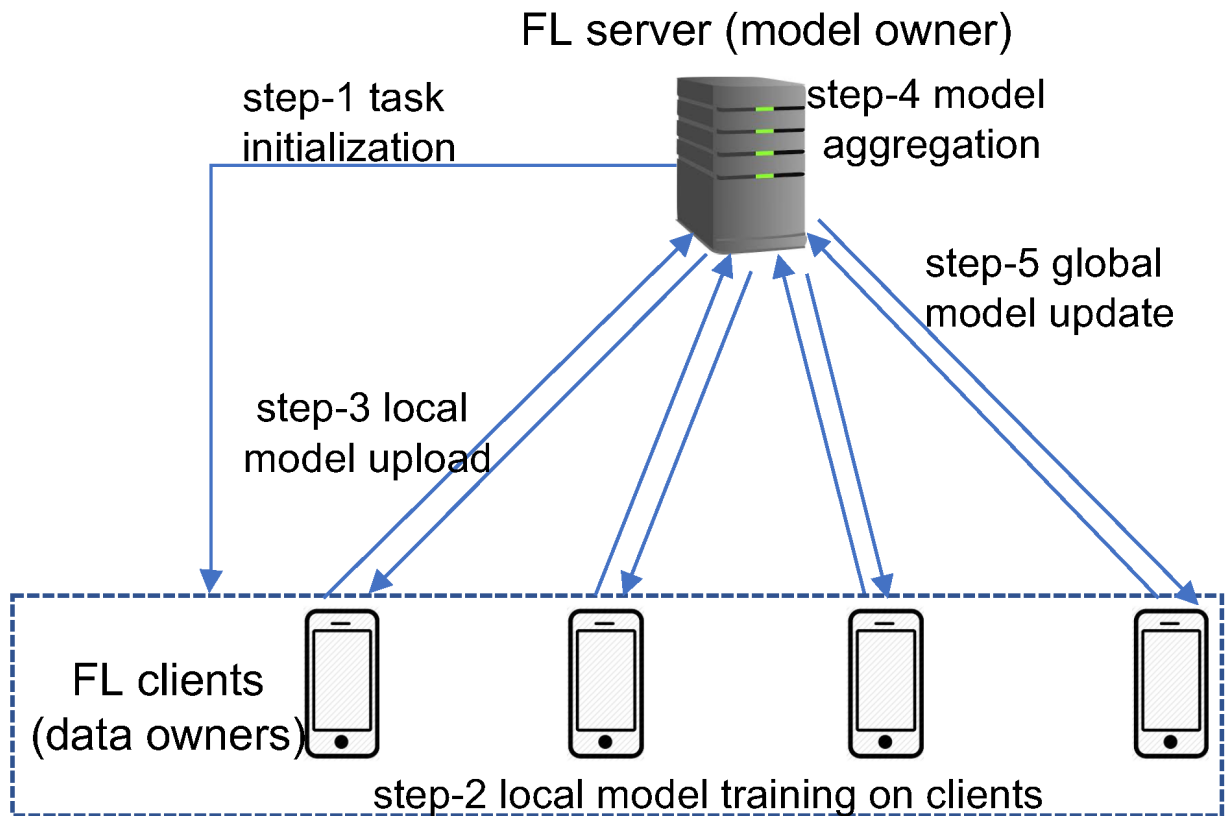 FL server (model owner)
step-1 task
initialization
step-4 model
aggregation
step-5 global
model update
step-3 local
model upload
FL clients
(data owners)
step-2 local model training on clients